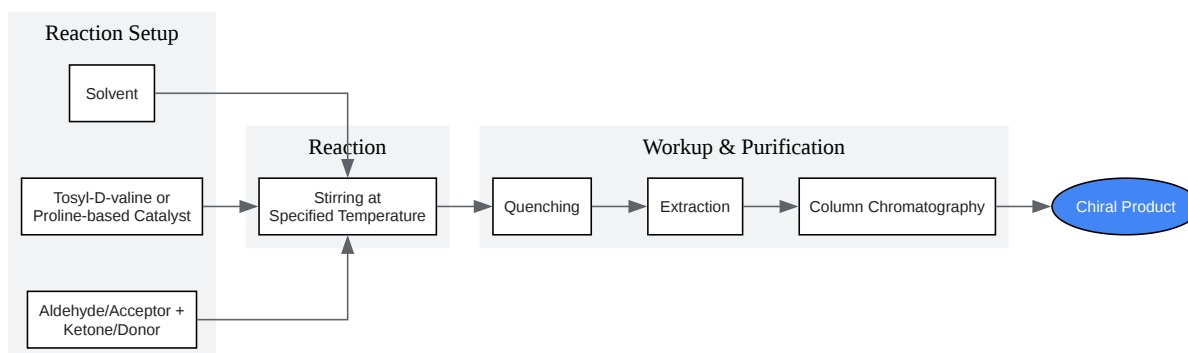 Reaction Setup
Solvent
Tosyl-D-valine or
Proline-based Catalyst
Aldehyde/Acceptor +
Ketone/Donor
Reaction
Stirring at
Specified Temperature
Workup & Purification
Quenching
Extraction
Column Chromatography
Chiral Product